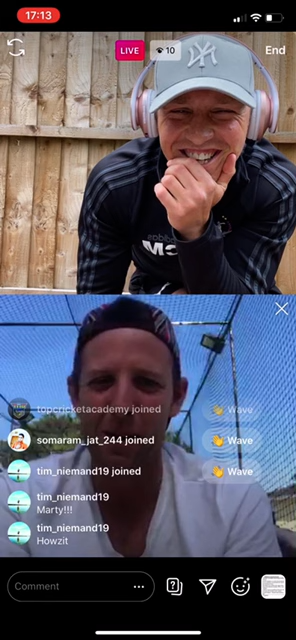 17:13
LIVE
10
End
NY
topcricketacademy joined
Wave
somaram_jat_244 joined
Wave
tim_niemand19 joined
Wave
tim_niemand19
Marty!!!
tim_niemand19
Howzit
Comment